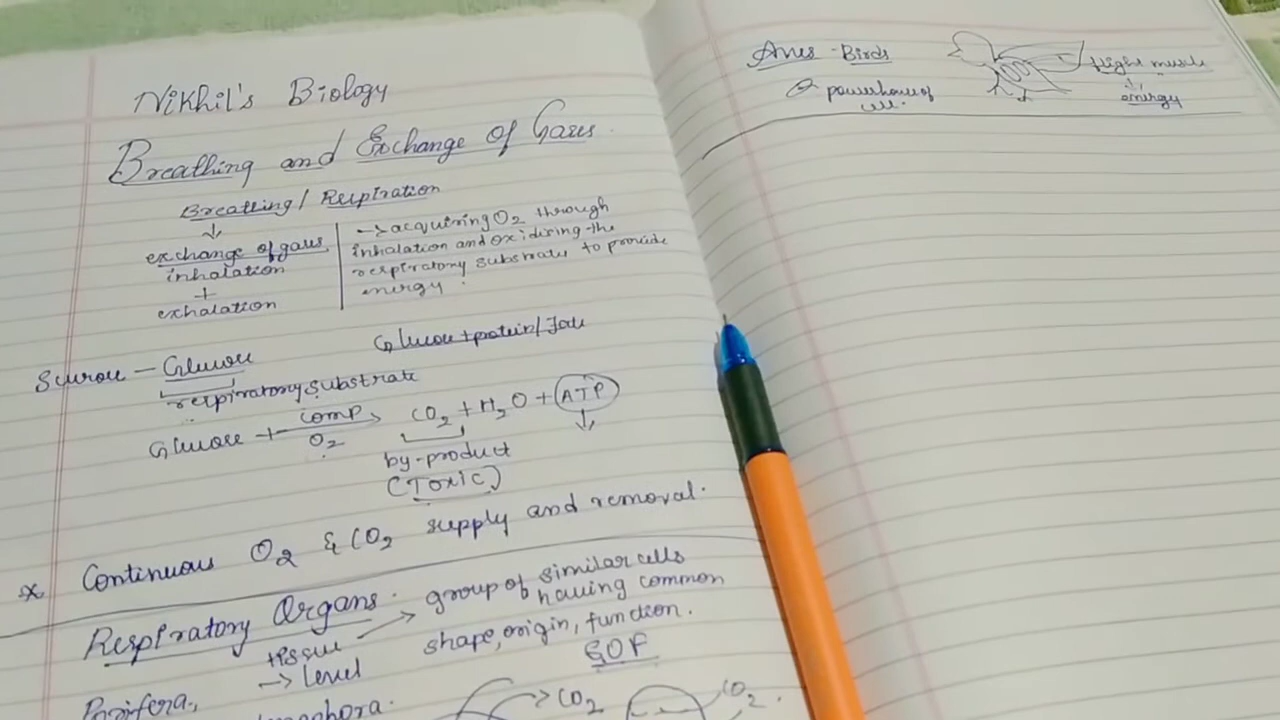 Nikhil's Biology
Breathing and Exchange of Gases.
Breathing / Respiration
exchange of gases
inhalation
+
exhalation
→ acquiring O2 through
inhalation and oxidizing the
respiratory substrate to provide
energy.
Glucose + protein/Fats
Source - Glucose
respiratory substrate
Glucose + comp → CO2 + H2O + ATP
O2
by-product
(Toxic)
x Continuous O2 & CO2 supply and removal.
Respiratory Organs.
tissue → group of similar cells
having common
→ level
shape, origin, function.
SOF
Porifera,
CO2
CO2.
Aves - Birds
powerhouse of
cell.
flight muscle
↓
energy